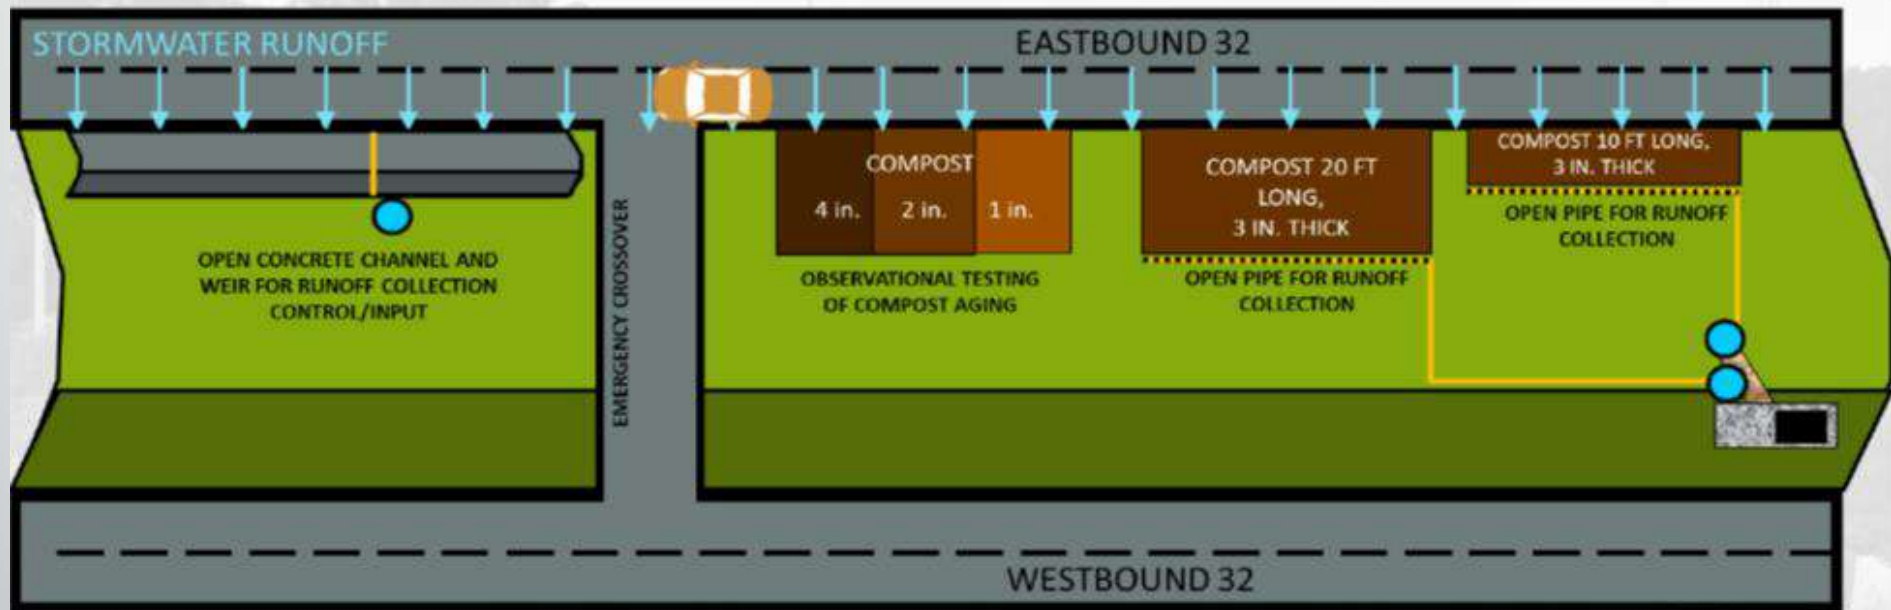 STORMWATER RUNOFF
EASTBOUND 32
OPEN CONCRETE CHANNEL AND
WEIR FOR RUNOFF COLLECTION
CONTROL/INPUT
EMERGENCY CROSSOVER
COMPOST
4 in.
2 in.
1 in.
OBSERVATIONAL TESTING
OF COMPOST AGING
COMPOST 20 FT
LONG,
3 IN. THICK
OPEN PIPE FOR RUNOFF
COLLECTION
COMPOST 10 FT LONG,
3 IN. THICK
OPEN PIPE FOR RUNOFF
COLLECTION
WESTBOUND 32